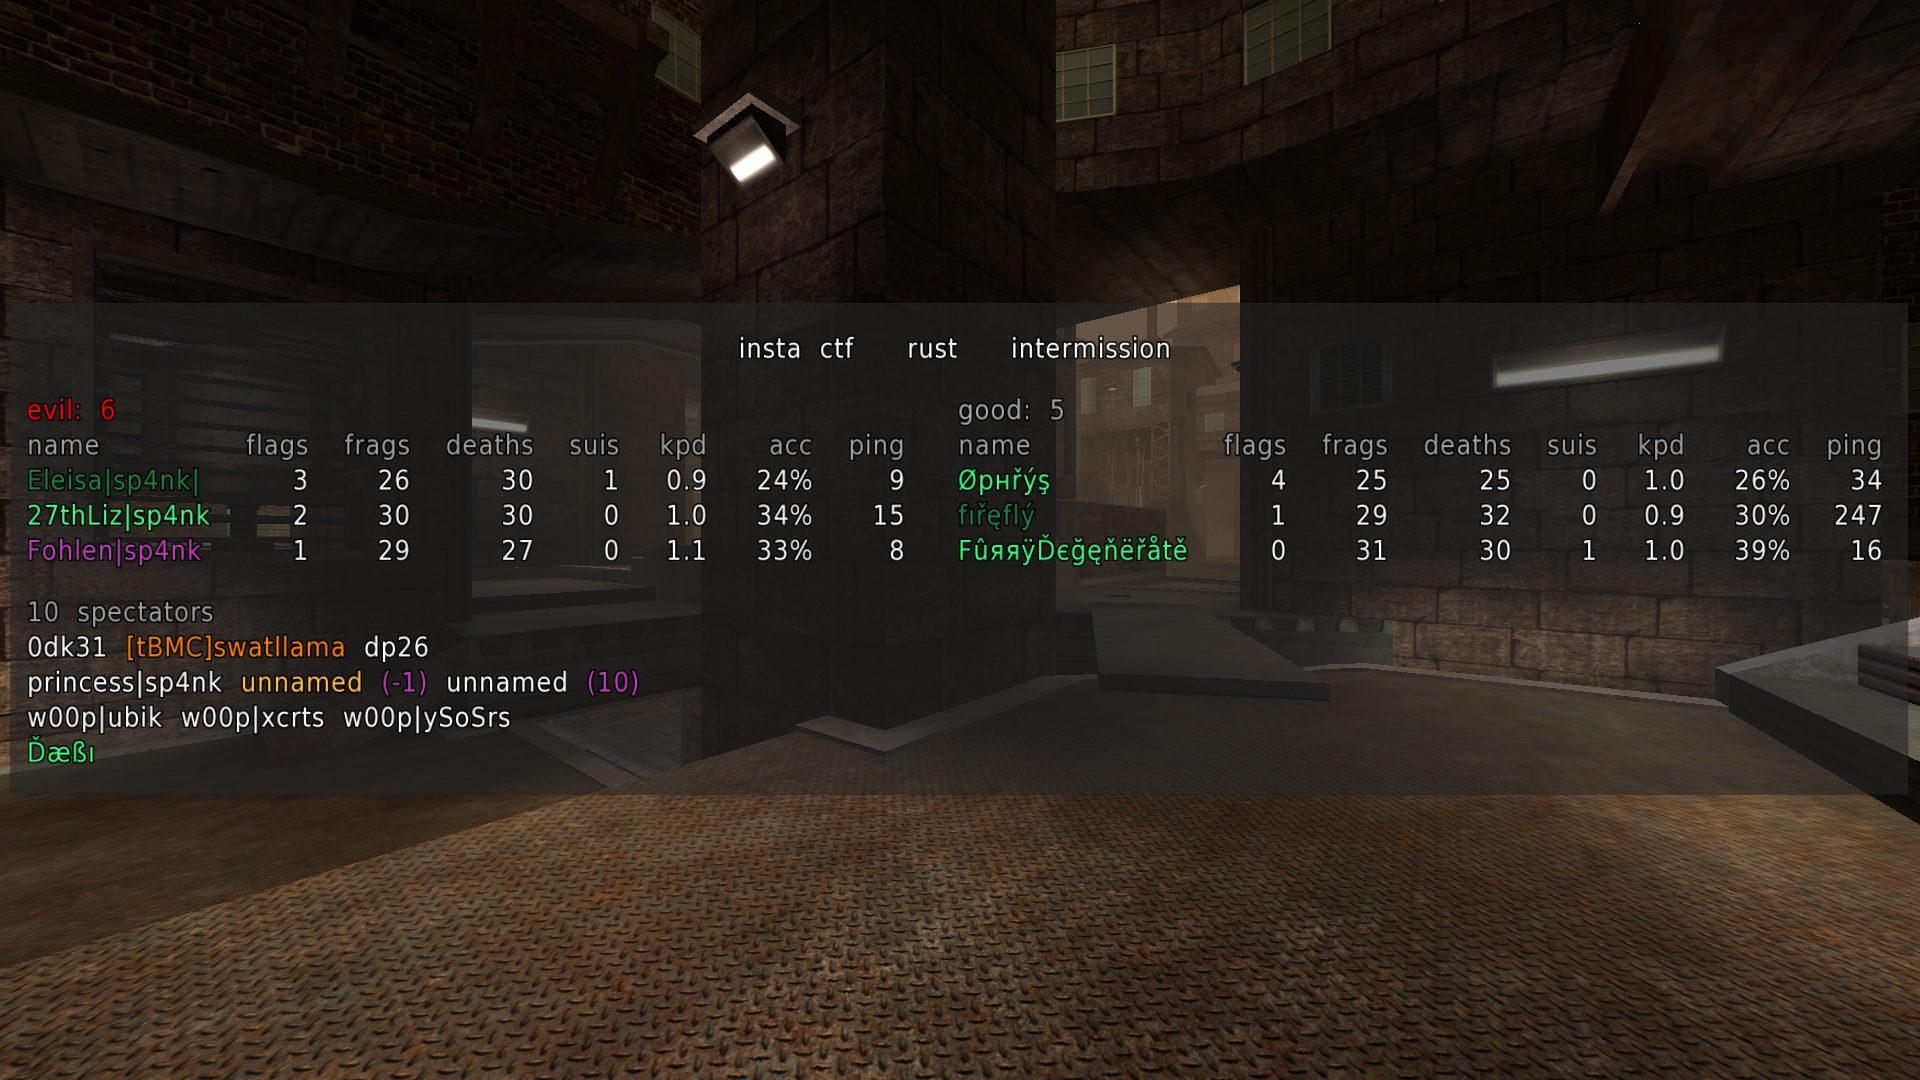 insta ctf rust intermission
evil: 6
name flags frags deaths suis kpd acc ping
Eleisa|sp4nk| 3 26 30 1 0.9 24% 9
27thLiz|sp4nk 2 30 30 0 1.0 34% 15
Fohlen|sp4nk 1 29 27 0 1.1 33% 8
good: 5
name flags frags deaths suis kpd acc ping
Øpнřýş 4 25 25 0 1.0 26% 34
fıřęflý 1 29 32 0 0.9 30% 247
FûяяÿĎєğęňëřåtě 0 31 30 1 1.0 39% 16
10 spectators
0dk31 [tBMC]swatllama dp26
princess|sp4nk unnamed (-1) unnamed (10)
w00p|ubik w00p|xcrts w00p|ySoSrs
Ďæßı